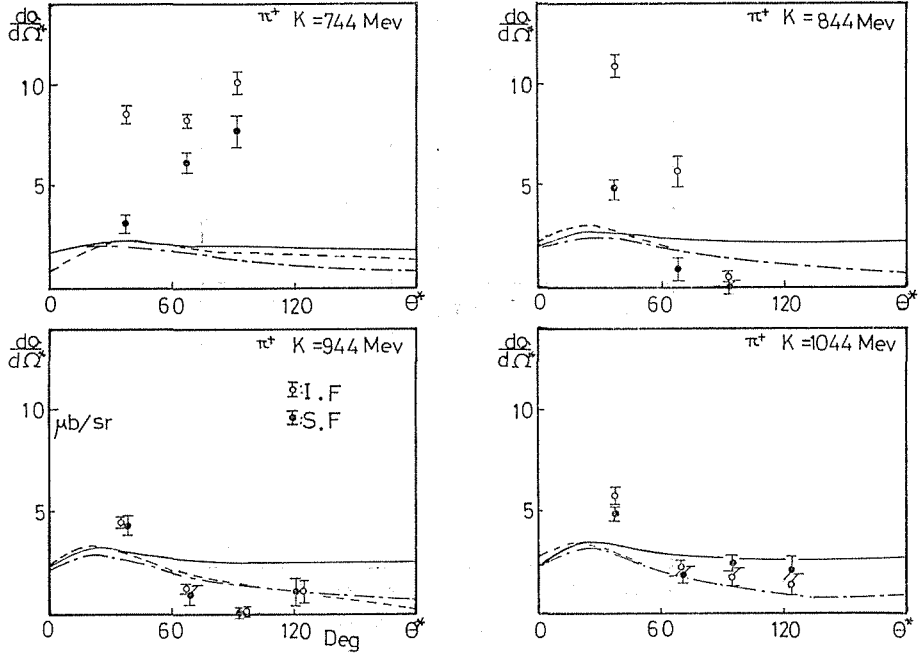 dσ
dΩ*
π⁺ K = 744 Mev
10
5
0 60 120 Θ*
dσ
dΩ*
π⁺ K = 844 Mev
10
5
0 60 120 Θ*
dσ
dΩ*
π⁺ K = 944 Mev
:I.F
:S.F
10
μb/sr
5
0 60 120 Θ*
Deg
dσ
dΩ*
π⁺ K = 1044 Mev
10
5
0 60 120 Θ*